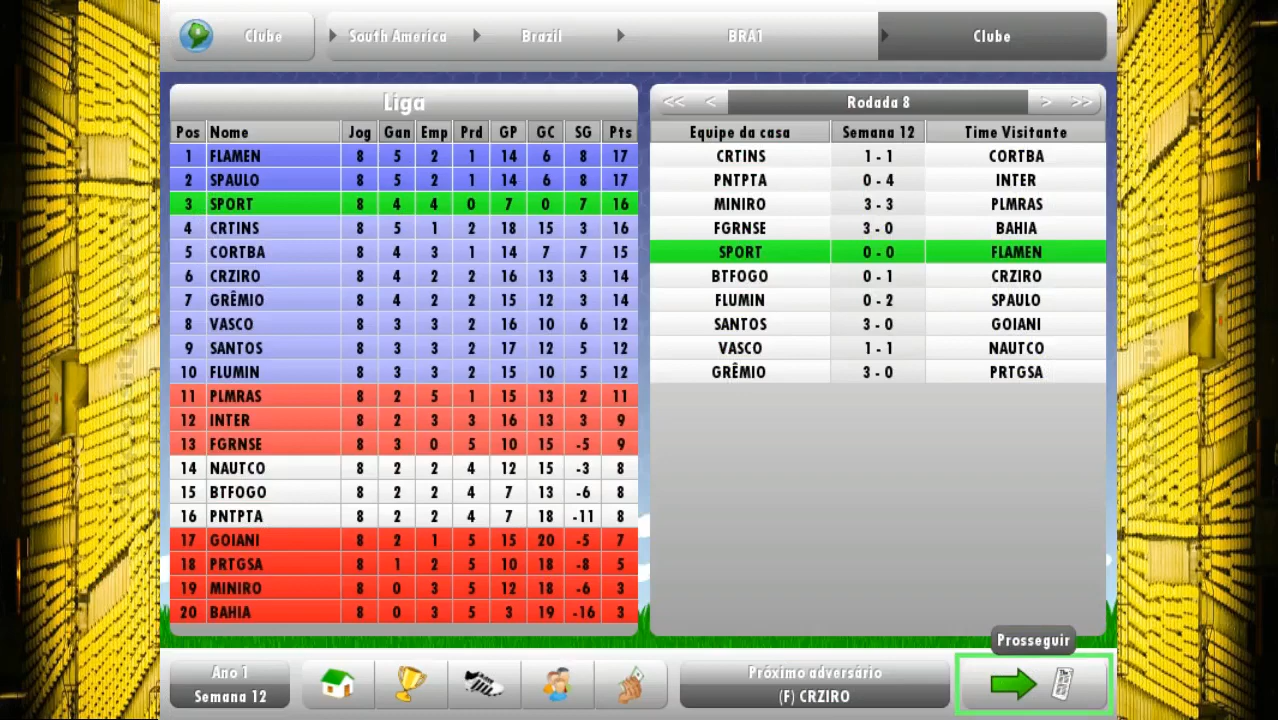 Clube South America Brazil BRA1 Clube
Liga
Pos Nome Jog Gan Emp Prd GP GC SG Pts
1 FLAMEN 8 5 2 1 14 6 8 17
2 SPAULO 8 5 2 1 14 6 8 17
3 SPORT 8 4 4 0 7 0 7 16
4 CRTINS 8 5 1 2 18 15 3 16
5 CORTBA 8 4 3 1 14 7 7 15
6 CRZIRO 8 4 2 2 16 13 3 14
7 GRÊMIO 8 4 2 2 15 12 3 14
8 VASCO 8 3 3 2 16 10 6 12
9 SANTOS 8 3 3 2 17 12 5 12
10 FLUMIN 8 3 3 2 15 10 5 12
11 PLMRAS 8 2 5 1 15 13 2 11
12 INTER 8 2 3 3 16 13 3 9
13 FGRNSE 8 3 0 5 10 15 -5 9
14 NAUTCO 8 2 2 4 12 15 -3 8
15 BTFOGO 8 2 2 4 7 13 -6 8
16 PNTPTA 8 2 2 4 7 18 -11 8
17 GOIANI 8 2 1 5 15 20 -5 7
18 PRTGSA 8 1 2 5 10 18 -8 5
19 MINIRO 8 0 3 5 12 18 -6 3
20 BAHIA 8 0 3 5 3 19 -16 3
<< < Rodada 8 > >>
Equipe da casa Semana 12 Time Visitante
CRTINS 1 - 1 CORTBA
PNTPTA 0 - 4 INTER
MINIRO 3 - 3 PLMRAS
FGRNSE 3 - 0 BAHIA
SPORT 0 - 0 FLAMEN
BTFOGO 0 - 1 CRZIRO
FLUMIN 0 - 2 SPAULO
SANTOS 3 - 0 GOIANI
VASCO 1 - 1 NAUTCO
GRÊMIO 3 - 0 PRTGSA
Prosseguir
Ano 1
Semana 12
Próximo adversário
(F) CRZIRO